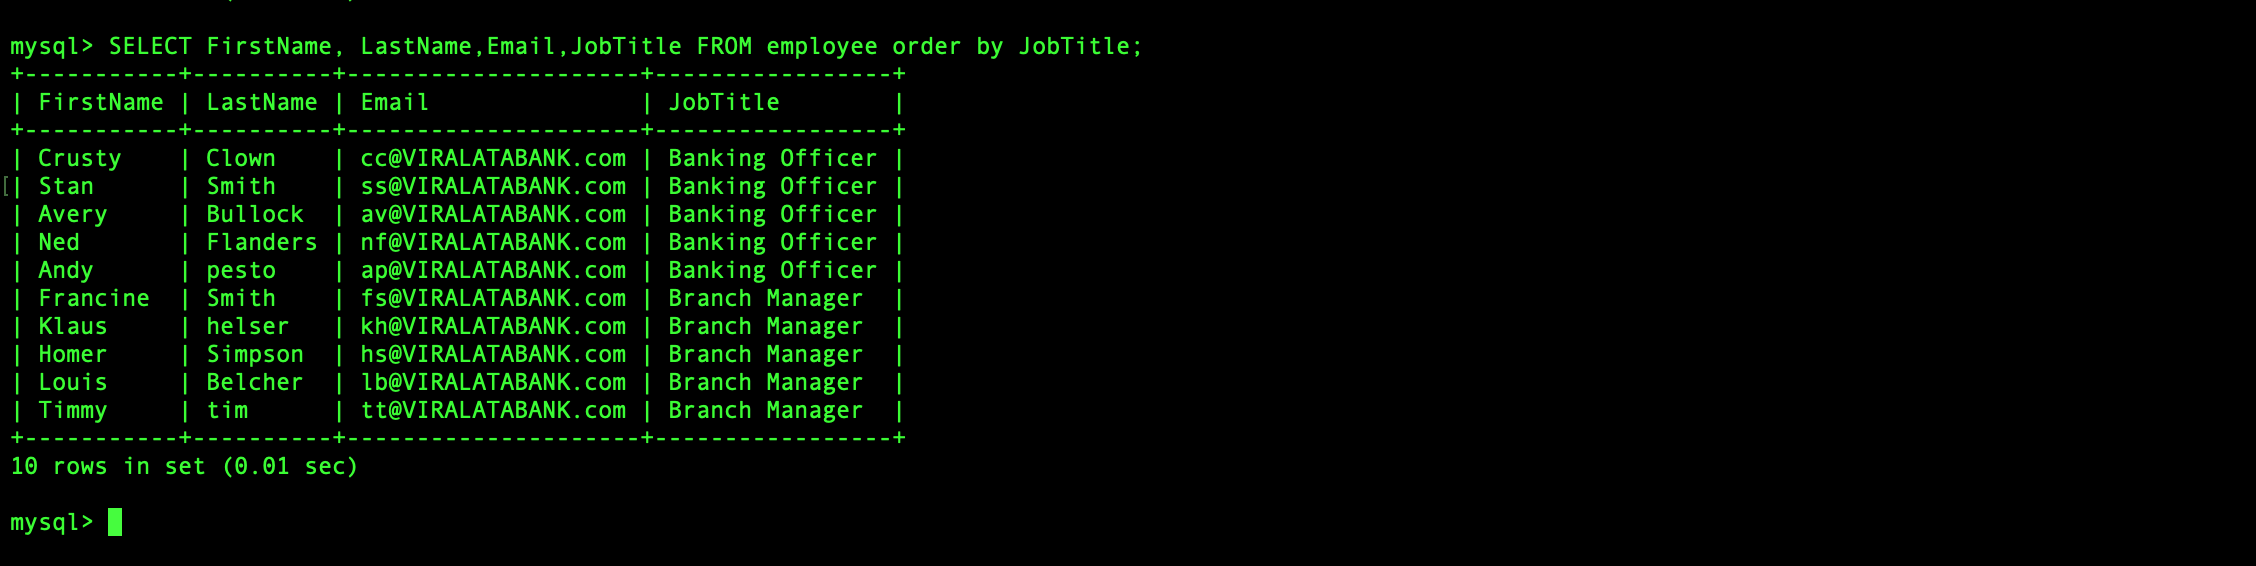 mysql> SELECT FirstName, LastName,Email,JobTitle FROM employee order by JobTitle;
+-----------+----------+---------------------+-----------------+
| FirstName | LastName | Email               | JobTitle        |
+-----------+----------+---------------------+-----------------+
| Crusty    | Clown    | cc@VIRALATABANK.com | Banking Officer |
[| Stan      | Smith    | ss@VIRALATABANK.com | Banking Officer |
| Avery     | Bullock  | av@VIRALATABANK.com | Banking Officer |
| Ned       | Flanders | nf@VIRALATABANK.com | Banking Officer |
| Andy      | pesto    | ap@VIRALATABANK.com | Banking Officer |
| Francine  | Smith    | fs@VIRALATABANK.com | Branch Manager  |
| Klaus     | helser   | kh@VIRALATABANK.com | Branch Manager  |
| Homer     | Simpson  | hs@VIRALATABANK.com | Branch Manager  |
| Louis     | Belcher  | lb@VIRALATABANK.com | Branch Manager  |
| Timmy     | tim      | tt@VIRALATABANK.com | Branch Manager  |
+-----------+----------+---------------------+-----------------+
10 rows in set (0.01 sec)
mysql>